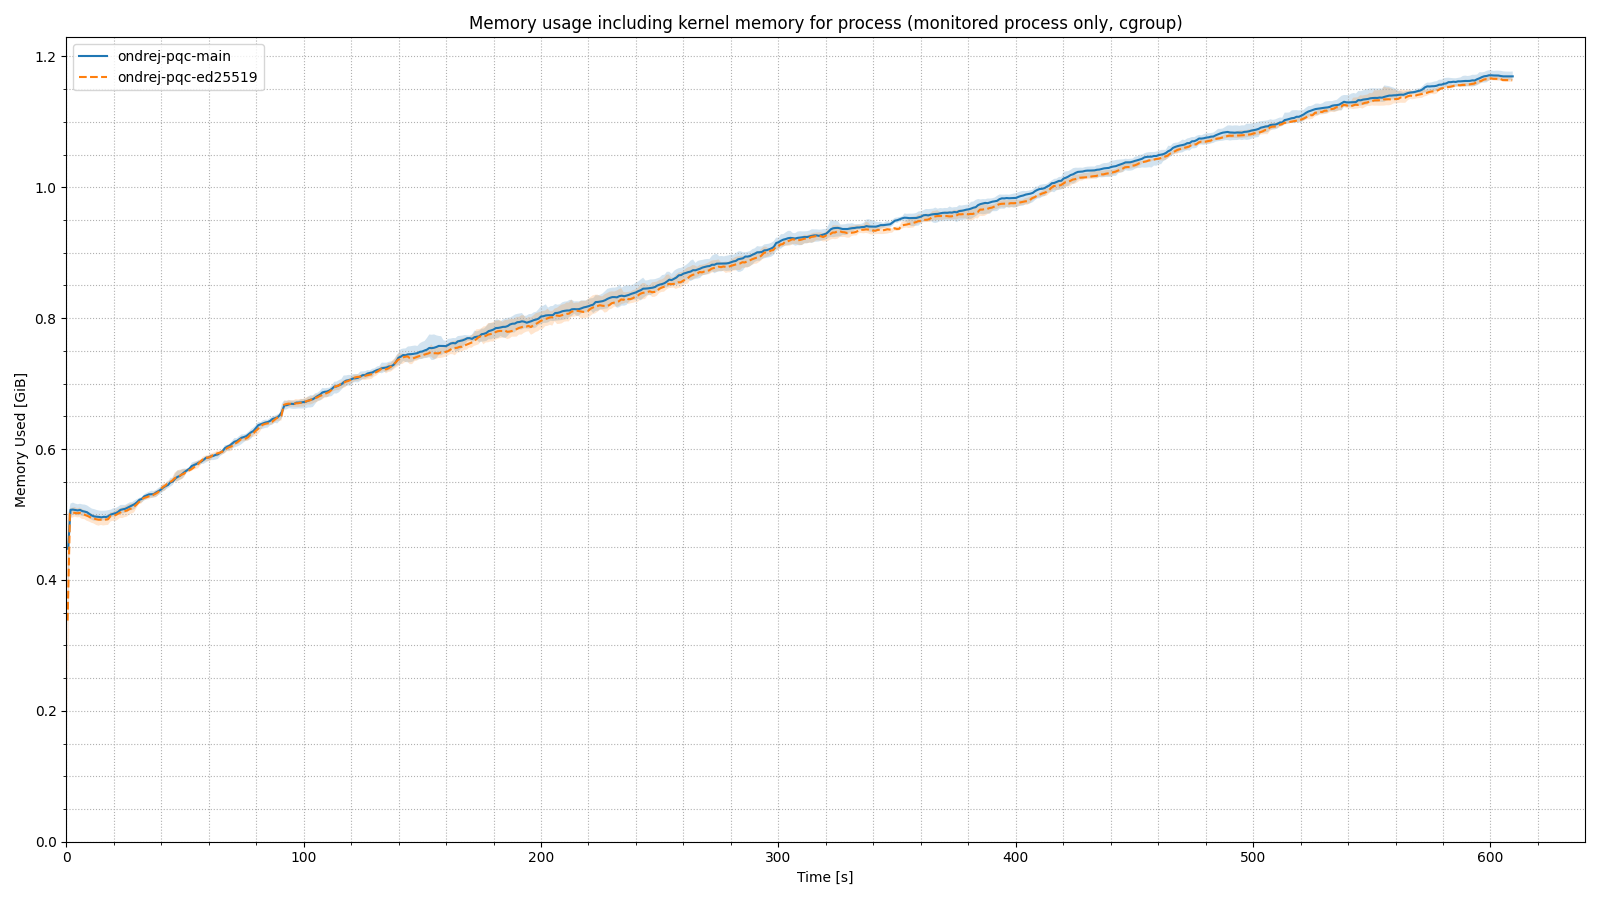 Memory usage including kernel memory for process (monitored process only, cgroup)
ondrej-pqc-main
ondrej-pqc-ed25519
Memory Used [GiB]
1.2
1.0
0.8
0.6
0.4
0.2
0.0
0 100 200 300 400 500 600
Time [s]